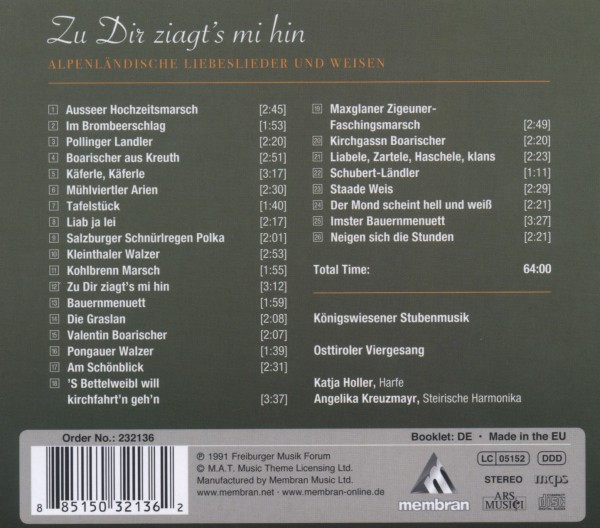 Zu Dir ziagt's mi hin
ALPENLÄNDISCHE LIEBESLIEDER UND WEISEN
1 Ausseer Hochzeitsmarsch [2:45]
2 Im Brombeerschlag [1:53]
3 Pollinger Landler [2:20]
4 Boarischer aus Kreuth [2:51]
5 Käferle, Käferle [3:17]
6 Mühlviertler Arien [2:30]
7 Tafelstück [1:40]
8 Liab ja lei [2:17]
9 Salzburger Schnürlregen Polka [2:01]
10 Kleinthaler Walzer [2:53]
11 Kohlbrenn Marsch [1:55]
12 Zu Dir ziagt's mi hin [3:12]
13 Bauernmenuett [1:59]
14 Die Graslan [2:08]
15 Valentin Boarischer [2:07]
16 Pongauer Walzer [1:39]
17 Am Schönblick [2:31]
18 'S Bettelweibl will
kirchfahrt'n geh'n [3:37]
19 Maxglaner Zigeuner-
Faschingsmarsch [2:49]
20 Kirchgassn Boarischer [2:20]
21 Liabele, Zartele, Haschele, klans [2:23]
22 Schubert-Ländler [1:11]
23 Staade Weis [2:29]
24 Der Mond scheint hell und weiß [2:21]
25 Imster Bauernmenuett [3:27]
26 Neigen sich die Stunden [2:21]
Total Time: 64:00
Königswiesener Stubenmusik
Osttiroler Viergesang
Katja Holler, Harfe
Angelika Kreuzmayr, Steirische Harmonika
Order No.: 232136
Booklet: DE • Made in the EU
8 85150 32136 2
℗ 1991 Freiburger Musik Forum
© M.A.T. Music Theme Licensing Ltd.
Manufactured by Membran Music Ltd.
www.membran.net - www.membran-online.de
membran
LC 05152 DDD
STEREO mcps
ARS MUSICI
disc